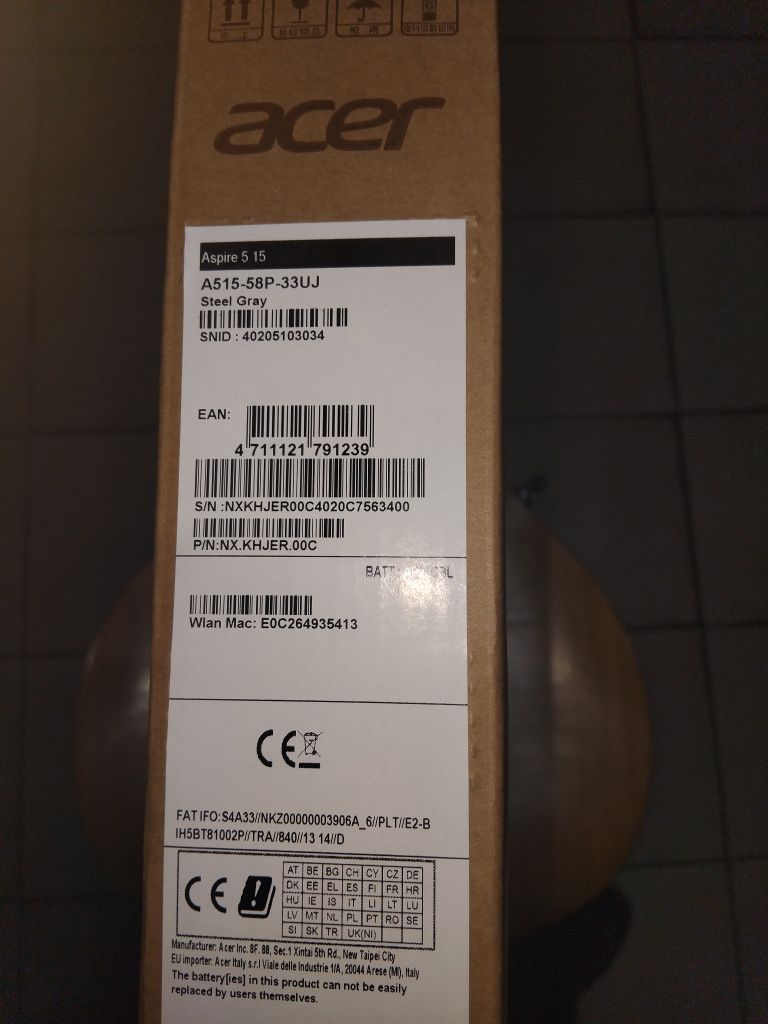 acer
Aspire 5 15
A515-58P-33UJ
Steel Gray
SNID : 40205103034
EAN:
4 711121 791239
S/N :NXKHJER00C4020C7563400
P/N:NX.KHJER.00C
BATT
Wlan Mac: E0C264935413
CE
FAT IFO:S4A33//NKZ00000003906A_6//PLT//E2-B
IH5BT81002P//TRA//840//13 14//D
CE !
AT BE BG CH CY CZ DE
DK EE EL ES FI FR HR
HU IE IS IT LI LT LU
LV MT NL PL PT RO SE
SI SK TR UK(NI)
Manufacturer: Acer Inc. 8F. 88, Sec.1 Xintai 5th Rd., New Taipei City
EU importer: Acer Italy s.r.l Viale delle Industrie 1/A, 20044 Arese (MI), Italy
The battery[ies] in this product can not be easily
replaced by users themselves.